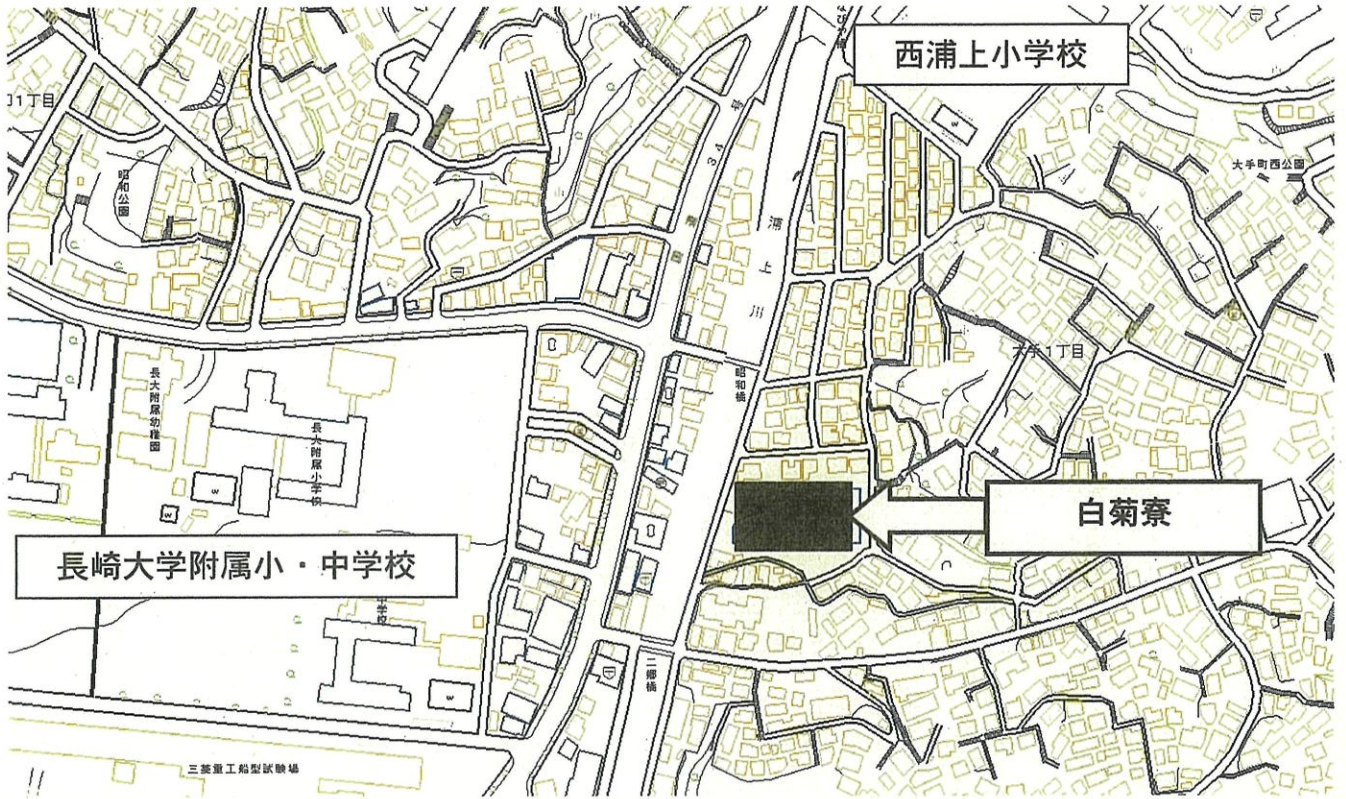 西浦上小学校
大手町西公園
昭和公園
浦上川
大手1丁目
昭和橋
長大附属幼稚園
長大附属小学校
白菊寮
長崎大学附属小・中学校
中学校
二郷橋
三菱重工船型試験場